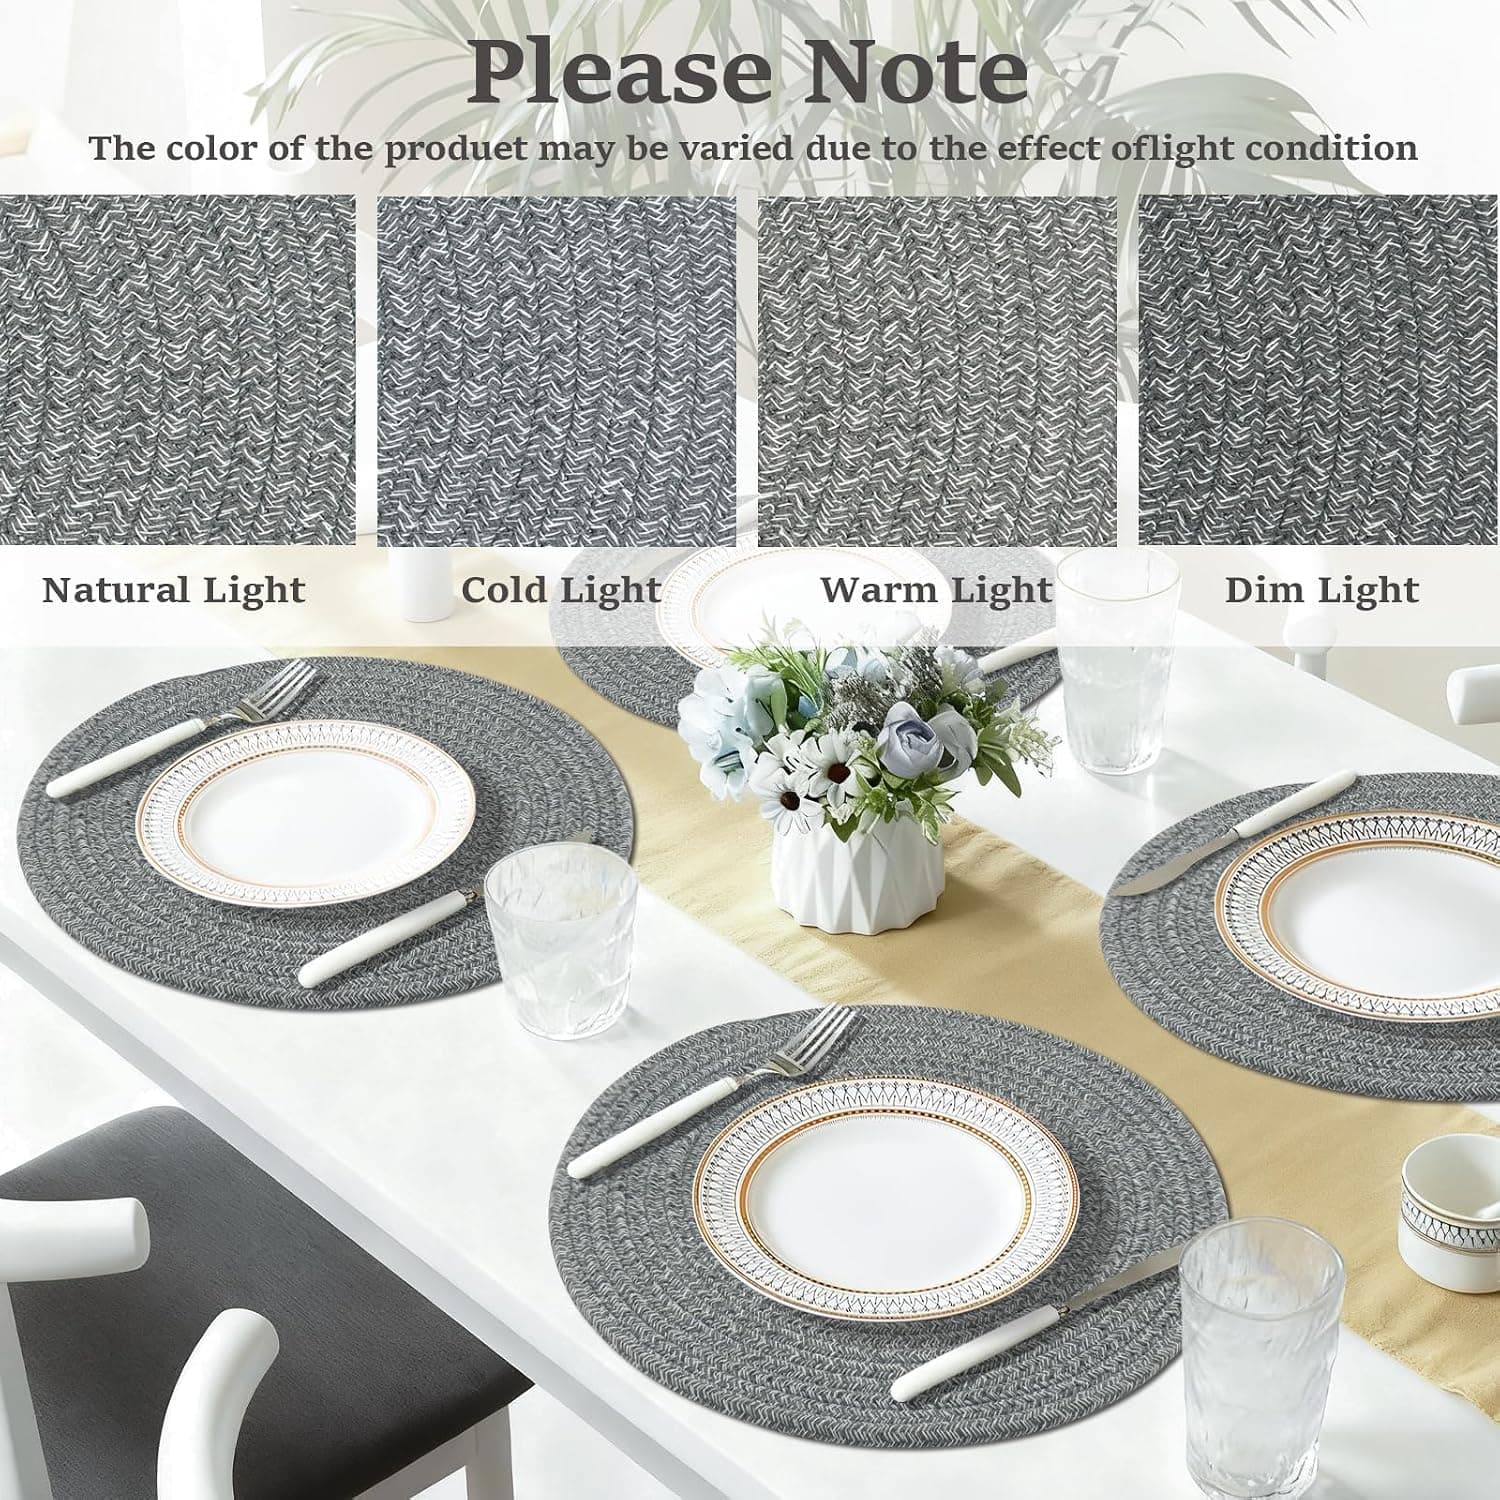 Please Note
The color of the produet may be varied due to the effect oflight condition
Natural Light
Cold Light
Warm Light
Dim Light